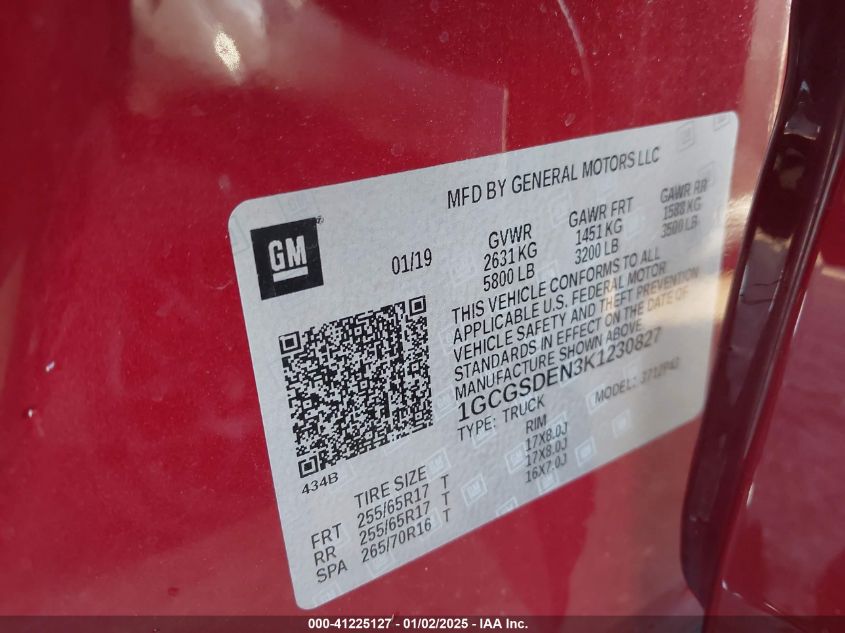 MFD BY GENERAL MOTORS LLC
GM
01/19
GVWR
2631 KG
5800 LB
GAWR FRT
1451 KG
3200 LB
GAWR RR
1588 KG
3500 LB
THIS VEHICLE CONFORMS TO ALL
APPLICABLE U.S. FEDERAL MOTOR
VEHICLE SAFETY AND THEFT PREVENTION
STANDARDS IN EFFECT ON THE DATE OF
MANUFACTURE SHOWN ABOVE.
1GCGSDEN3K1230827
TYPE: TRUCK
MODEL:
434B
TIRE SIZE RIM
FRT 255/65R17 T 17X8.0J
RR 255/65R17 T 17X8.0J
SPA 265/70R16 T 16X7.0J
000-41225127 - 01/02/2025 - IAA Inc.